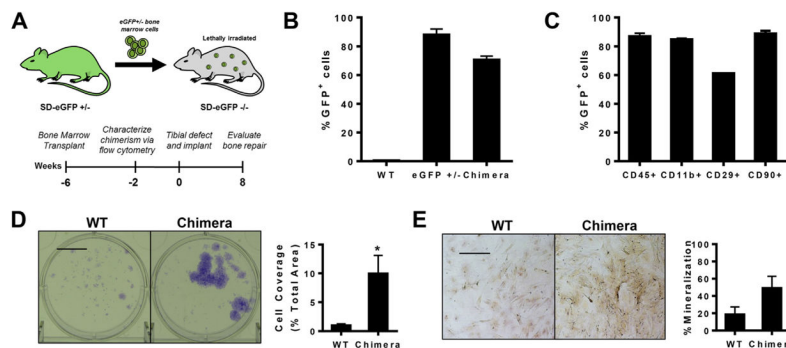 A
eGFP+/- bone
marrow cells
Lethally irradiated
SD-eGFP +/-
SD-eGFP -/-
Bone Marrow
Transplant
Characterize
chimerism via
flow cytometry
Tibial defect
and implant
Evaluate
bone repair
Weeks
-6
-2
0
8
B
% GFP+ cells
100
80
60
40
20
0
WT
eGFP +/-
Chimera
C
% GFP+ cells
100
80
60
40
20
0
CD45+
CD11b+
CD29+
CD90+
D
WT
Chimera
Cell Coverage
(% Total Area)
15
10
5
0
*
WT
Chimera
E
WT
Chimera
% Mineralization
100
80
60
40
20
0
WT
Chimera